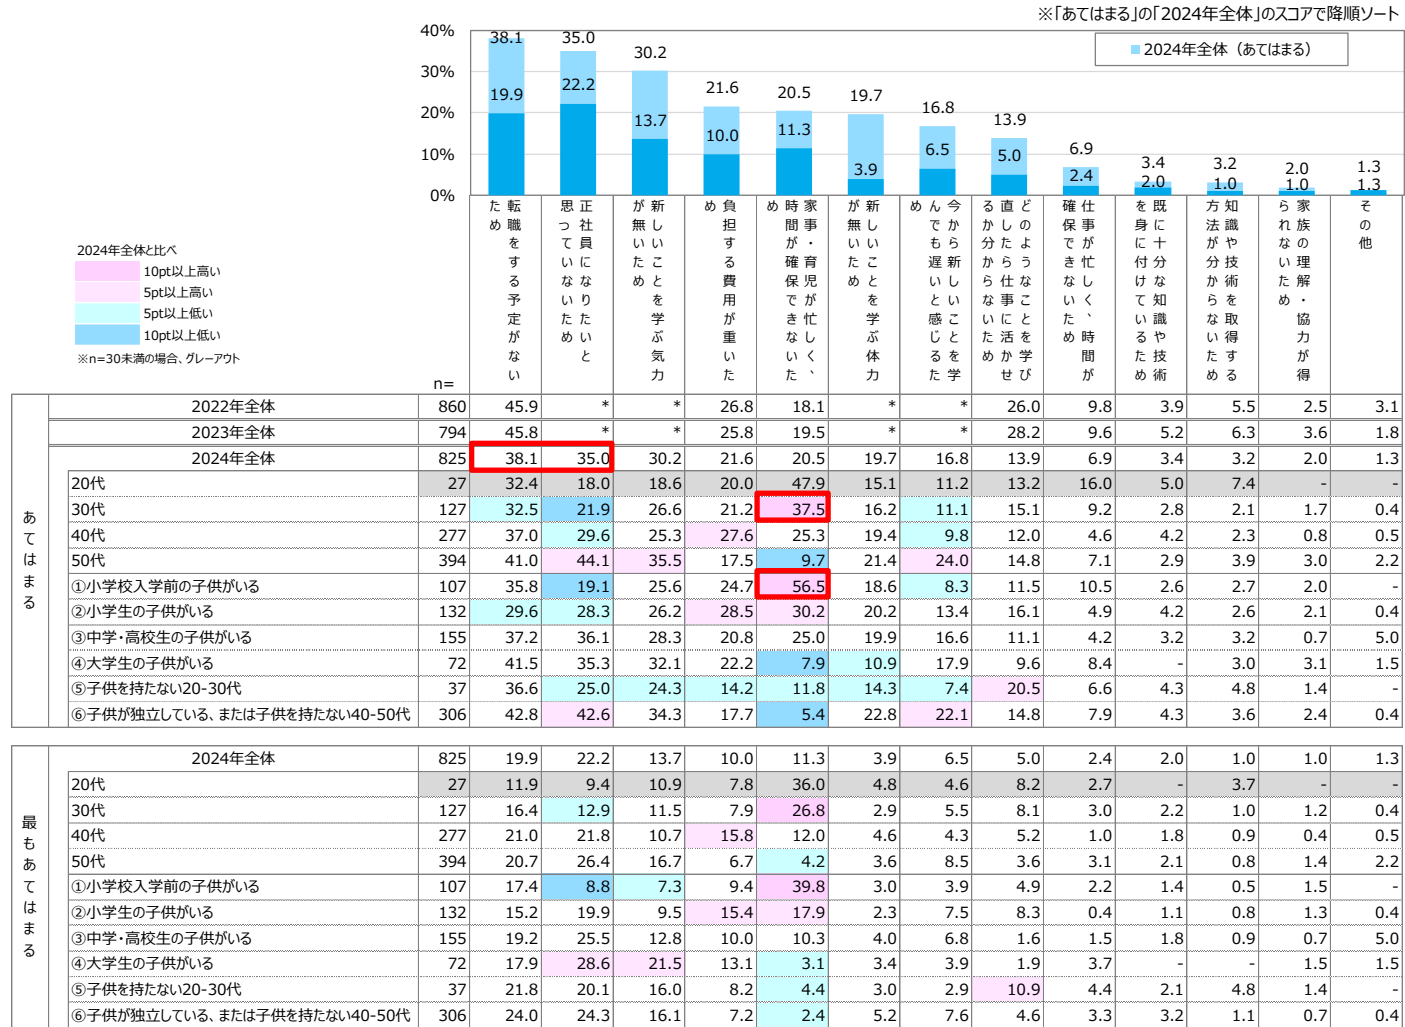 ※「あてはまる」の「2024年全体」のスコアで降順ソート
2024年全体（あてはまる）
40%
30%
20%
10%
0%
38.1 35.0 30.2 21.6 20.5 19.7 16.8 13.9 6.9 3.4 3.2 2.0 1.3
19.9 22.2 13.7 10.0 11.3 3.9 6.5 5.0 2.4 2.0 1.0 1.0 1.3
転職をする予定がない
ため
正社員になりたいと
思っていないため
新しいことを学ぶ気力
が無いため
負担する費用が重いた
め
家事・育児が忙しく、
時間が確保できないた
め
新しいことを学ぶ体力
が無いため
今から新しいことを学
んでも遅いと感じるた
め
どのようなことを学び
直したら仕事に活かせ
るか分からないため
仕事が忙しく、時間が
確保できないため
既に十分な知識や技術
を身に付けているため
知識や技術を取得する
方法が分からないため
家族の理解・協力が得
られないため
その他
2024年全体と比べ
10pt以上高い
5pt以上高い
5pt以上低い
10pt以上低い
※n=30未満の場合、グレーアウト
n=
あてはまる
2022年全体 860 45.9 * * 26.8 18.1 * * 26.0 9.8 3.9 5.5 2.5 3.1
2023年全体 794 45.8 * * 25.8 19.5 * * 28.2 9.6 5.2 6.3 3.6 1.8
2024年全体 825 38.1 35.0 30.2 21.6 20.5 19.7 16.8 13.9 6.9 3.4 3.2 2.0 1.3
20代 27 32.4 18.0 18.6 20.0 47.9 15.1 11.2 13.2 16.0 5.0 7.4 - -
30代 127 32.5 21.9 26.6 21.2 37.5 16.2 11.1 15.1 9.2 2.8 2.1 1.7 0.4
40代 277 37.0 29.6 25.3 27.6 25.3 19.4 9.8 12.0 4.6 4.2 2.3 0.8 0.5
50代 394 41.0 44.1 35.5 17.5 9.7 21.4 24.0 14.8 7.1 2.9 3.9 3.0 2.2
①小学校入学前の子供がいる 107 35.8 19.1 25.6 24.7 56.5 18.6 8.3 11.5 10.5 2.6 2.7 2.0 -
②小学生の子供がいる 132 29.6 28.3 26.2 28.5 30.2 20.2 13.4 16.1 4.9 4.2 2.6 2.1 0.4
③中学・高校生の子供がいる 155 37.2 36.1 28.3 20.8 25.0 19.9 16.6 11.1 4.2 3.2 3.2 0.7 5.0
④大学生の子供がいる 72 41.5 35.3 32.1 22.2 7.9 10.9 17.9 9.6 8.4 - 3.0 3.1 1.5
⑤子供を持たない20-30代 37 36.6 25.0 24.3 14.2 11.8 14.3 7.4 20.5 6.6 4.3 4.8 1.4 -
⑥子供が独立している、または子供を持たない40-50代 306 42.8 42.6 34.3 17.7 5.4 22.8 22.1 14.8 7.9 4.3 3.6 2.4 0.4
最もあてはまる
2024年全体 825 19.9 22.2 13.7 10.0 11.3 3.9 6.5 5.0 2.4 2.0 1.0 1.0 1.3
20代 27 11.9 9.4 10.9 7.8 36.0 4.8 4.6 8.2 2.7 - 3.7 - -
30代 127 16.4 12.9 11.5 7.9 26.8 2.9 5.5 8.1 3.0 2.2 1.0 1.2 0.4
40代 277 21.0 21.8 10.7 15.8 12.0 4.6 4.3 5.2 1.0 1.8 0.9 0.4 0.5
50代 394 20.7 26.4 16.7 6.7 4.2 3.6 8.5 3.6 3.1 2.1 0.8 1.4 2.2
①小学校入学前の子供がいる 107 17.4 8.8 7.3 9.4 39.8 3.0 3.9 4.9 2.2 1.4 0.5 1.5 -
②小学生の子供がいる 132 15.2 19.9 9.5 15.4 17.9 2.3 7.5 8.3 0.4 1.1 0.8 1.3 0.4
③中学・高校生の子供がいる 155 19.2 25.5 12.8 10.0 10.3 4.0 6.8 1.6 1.5 1.8 0.9 0.7 5.0
④大学生の子供がいる 72 17.9 28.6 21.5 13.1 3.1 3.4 3.9 1.9 3.7 - - 1.5 1.5
⑤子供を持たない20-30代 37 21.8 20.1 16.0 8.2 4.4 3.0 2.9 10.9 4.4 2.1 4.8 1.4 -
⑥子供が独立している、または子供を持たない40-50代 306 24.0 24.3 16.1 7.2 2.4 5.2 7.6 4.6 3.3 3.2 1.1 0.7 0.4